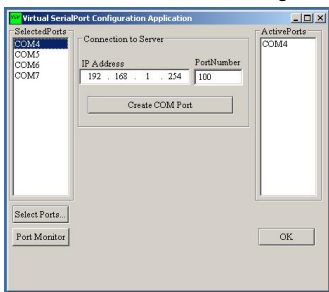 VSP Virtual SerialPort Configuration Application
SelectedPorts
COM4
COM5
COM6
COM7
Connection to Server
IP Address
PortNumber
192 . 168 . 1 . 254
100
Create COM Port
ActivePorts
COM4
Select Ports...
Port Monitor
OK